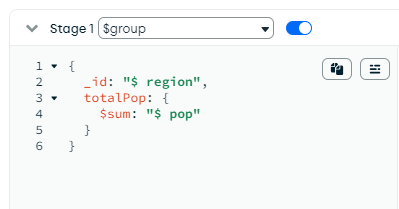 Stage 1 $group
1 {
2 _id: "$ region",
3 totalPop: {
4 $sum: "$ pop"
5 }
6 }